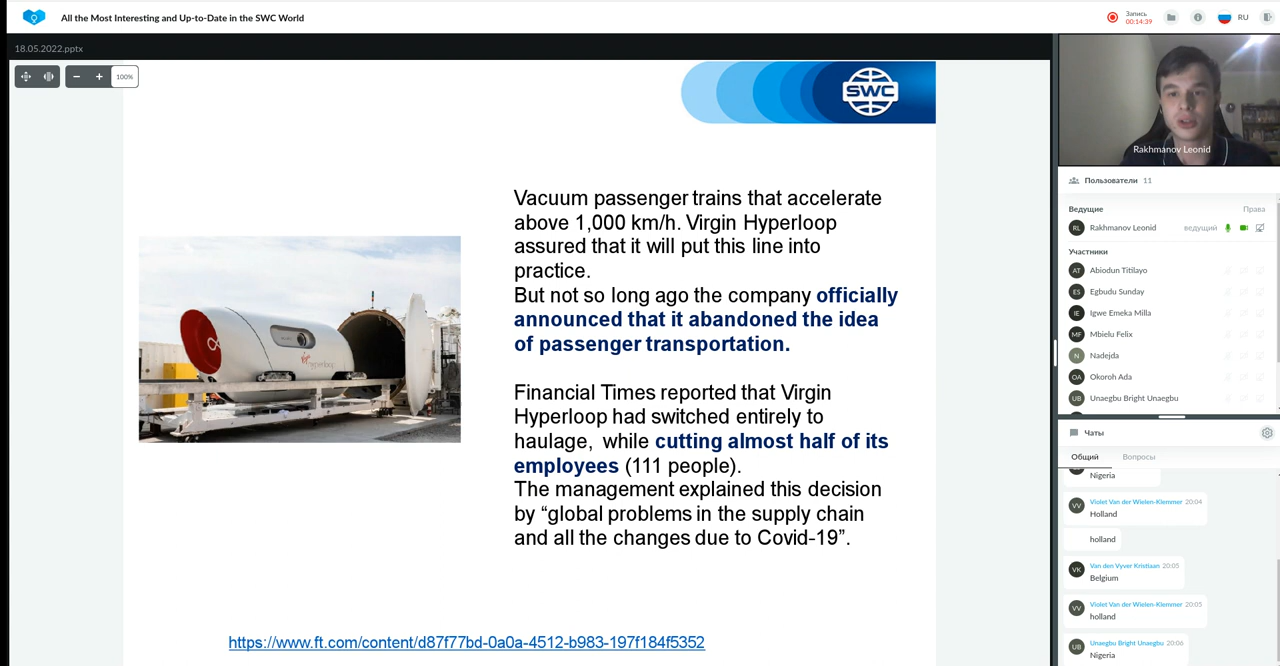 All the Most Interesting and Up-to-Date in the SWC World
Запись
00:14:39
RU
18.05.2022.pptx
100%
SWC
Vacuum passenger trains that accelerate
above 1,000 km/h. Virgin Hyperloop
assured that it will put this line into
practice.
But not so long ago the company officially
announced that it abandoned the idea
of passenger transportation.
Financial Times reported that Virgin
Hyperloop had switched entirely to
haulage, while cutting almost half of its
employees (111 people).
The management explained this decision
by “global problems in the supply chain
and all the changes due to Covid-19”.
https://www.ft.com/content/d87f77bd-0a0a-4512-b983-197f184f5352
Rakhmanov Leonid
Пользователи 11
Ведущие Права
RL Rakhmanov Leonid ведущий
Участники
AT Abiodun Titilayo
ES Egbudu Sunday
IE Igwe Emeka Milla
MF Mbielu Felix
N Nadejda
OA Okoroh Ada
UB Unaegbu Bright Unaegbu
Чаты
Общий Вопросы
Nigeria
VV Violet Van der Wielen-Klemmer 20:04
Holland
holland
VK Van den Vyver Kristiaan 20:05
Belgium
VV Violet Van der Wielen-Klemmer 20:05
holland
UB Unaegbu Bright Unaegbu 20:06
Nigeria